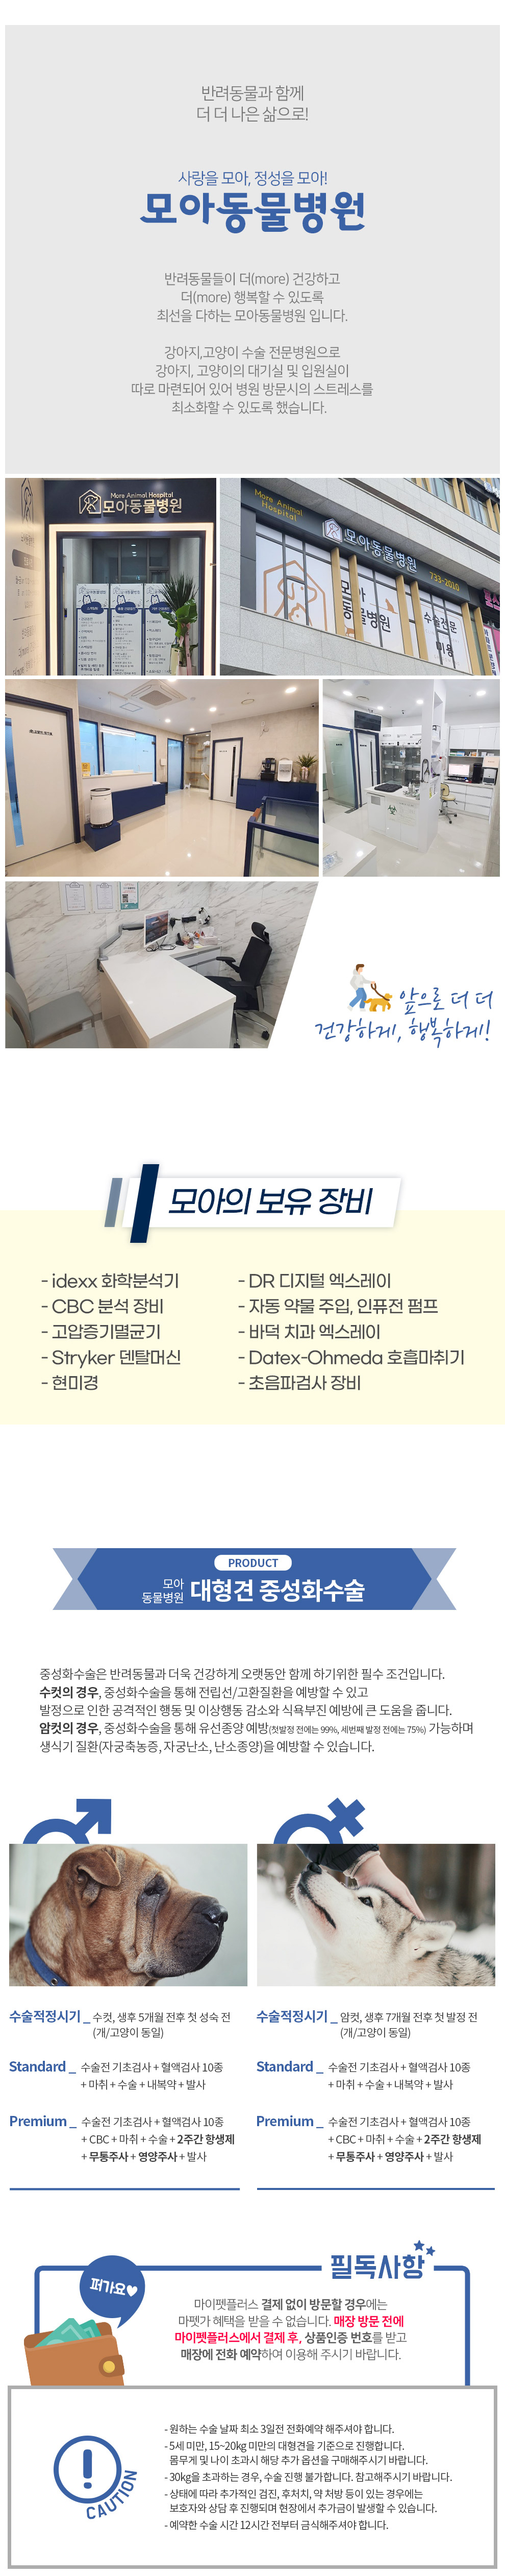 반려동물과 함께
더 더 나은 삶으로!
사랑을 모아, 정성을 모아!
모아동물병원
반려동물들이 더(more) 건강하고
더(more) 행복할 수 있도록
최선을 다하는 모아동물병원 입니다.
강아지,고양이 수술 전문병원으로
강아지, 고양이의 대기실 및 입원실이
따로 마련되어 있어 병원 방문시의 스트레스를
최소화할 수 있도록 했습니다.
More Animal Hospital
모아동물병원
More Animal
Hospital
모아동물병원
733-2010
모아
동물병원
수술전문
미용
앞으로 더 더
건강하게, 행복하게!
모아의 보유 장비
- idexx 화학분석기
- CBC 분석 장비
- 고압증기멸균기
- Stryker 덴탈머신
- 현미경
- DR 디지털 엑스레이
- 자동 약물 주입, 인퓨전 펌프
- 바덕 치과 엑스레이
- Datex-Ohmeda 호흡마취기
- 초음파검사 장비
PRODUCT
모아
동물병원
대형견 중성화수술
중성화수술은 반려동물과 더욱 건강하게 오랫동안 함께 하기위한 필수 조건입니다.
수컷의 경우, 중성화수술을 통해 전립선/고환질환을 예방할 수 있고
발정으로 인한 공격적인 행동 및 이상행동 감소와 식욕부진 예방에 큰 도움을 줍니다.
암컷의 경우, 중성화수술을 통해 유선종양 예방(첫발정 전에는 99%, 세번째 발정 전에는 75%) 가능하며
생식기 질환(자궁축농증, 자궁난소, 난소종양)을 예방할 수 있습니다.
수술적정시기 _ 수컷, 생후 5개월 전후 첫 성숙 전
(개/고양이 동일)
Standard _ 수술전 기초검사 + 혈액검사 10종
+ 마취 + 수술 + 내복약 + 발사
Premium _ 수술전 기초검사 + 혈액검사 10종
+ CBC + 마취 + 수술 + 2주간 항생제
+ 무통주사 + 영양주사 + 발사
수술적정시기 _ 암컷, 생후 7개월 전후 첫 발정 전
(개/고양이 동일)
Standard _ 수술전 기초검사 + 혈액검사 10종
+ 마취 + 수술 + 내복약 + 발사
Premium _ 수술전 기초검사 + 혈액검사 10종
+ CBC + 마취 + 수술 + 2주간 항생제
+ 무통주사 + 영양주사 + 발사
필독사항
퍼가요♥
마이펫플러스 결제 없이 방문할 경우에는
마펫가 혜택을 받을 수 없습니다. 매장 방문 전에
마이펫플러스에서 결제 후, 상품인증 번호를 받고
매장에 전화 예약하여 이용해 주시기 바랍니다.
CAUTION
- 원하는 수술 날짜 최소 3일전 전화예약 해주셔야 합니다.
- 5세 미만, 15~20kg 미만의 대형견을 기준으로 진행합니다.
몸무게 및 나이 초과시 해당 추가 옵션을 구매해주시기 바랍니다.
- 30kg을 초과하는 경우, 수술 진행 불가합니다. 참고해주시기 바랍니다.
- 상태에 따라 추가적인 검진, 후처치, 약 처방 등이 있는 경우에는
보호자와 상담 후 진행되며 현장에서 추가금이 발생할 수 있습니다.
- 예약한 수술 시간 12시간 전부터 금식해주셔야 합니다.